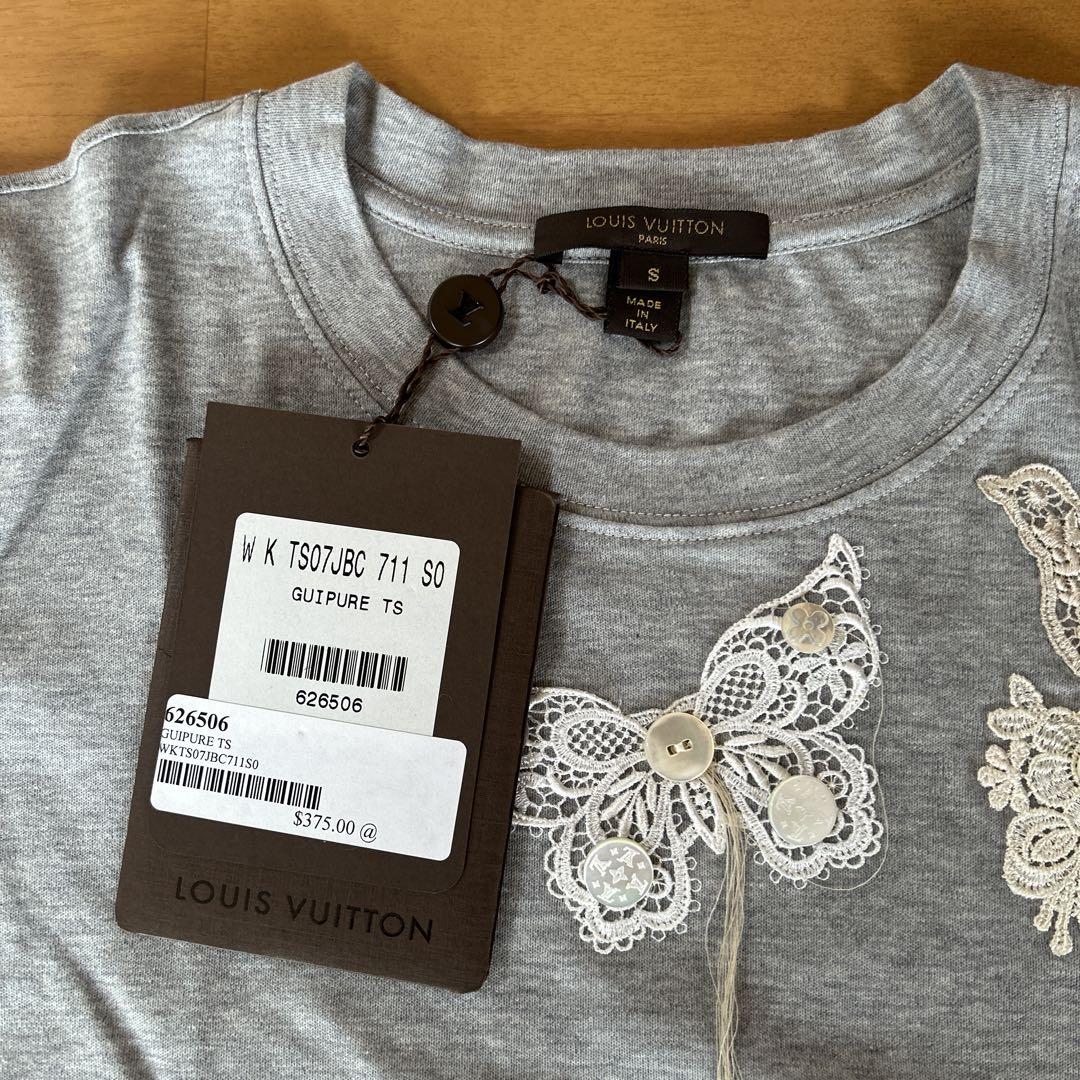 LOUIS VUITTON
PARIS
S
MADE
IN
ITALY
W K TS07JBC 711 S0
GUIPURE TS
626506
626506
GUIPURE TS
WKTS07JBC711S0
$375.00 @
LOUIS VUITTON